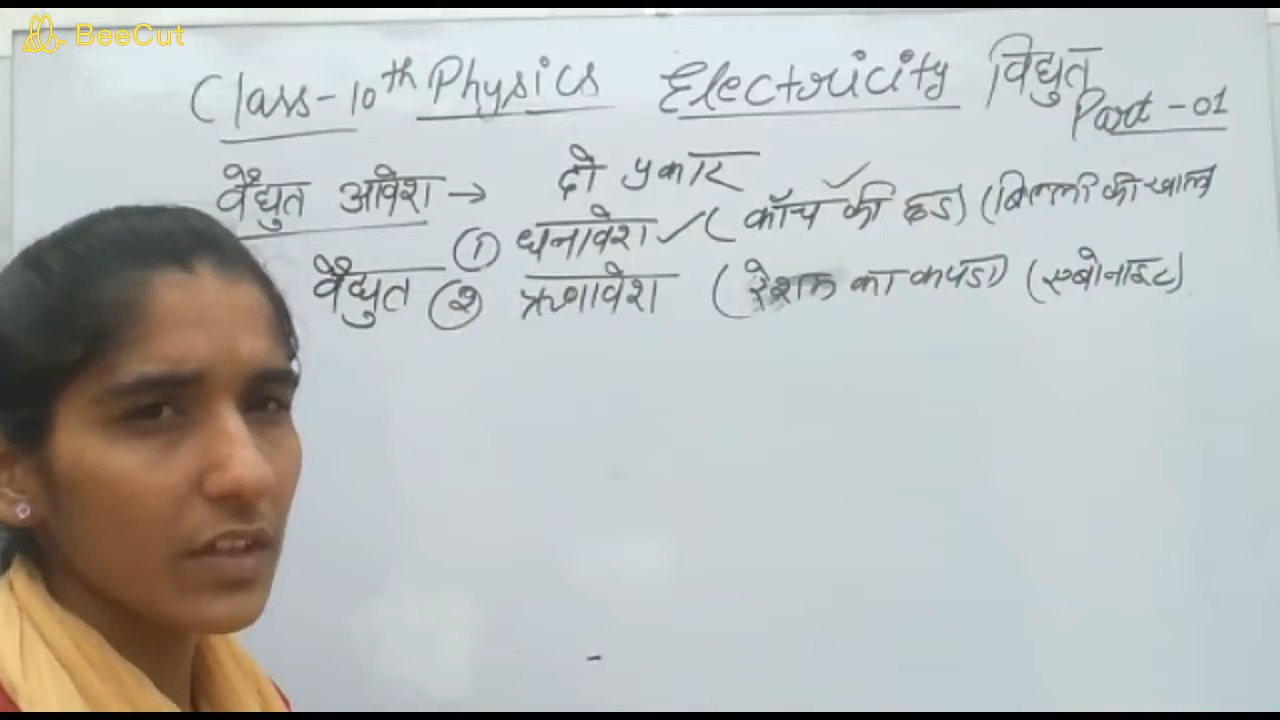 BeeCut
Class-10th Physics Electricity विद्युत
Part-01
वैद्युत आवेश → दो प्रकार
① धनावेश ✓ (काँच की छड़) (बिल्ली की खाल
वैद्युत ② ऋणावेश (रेशम का कपडा) (एबोनाइट)